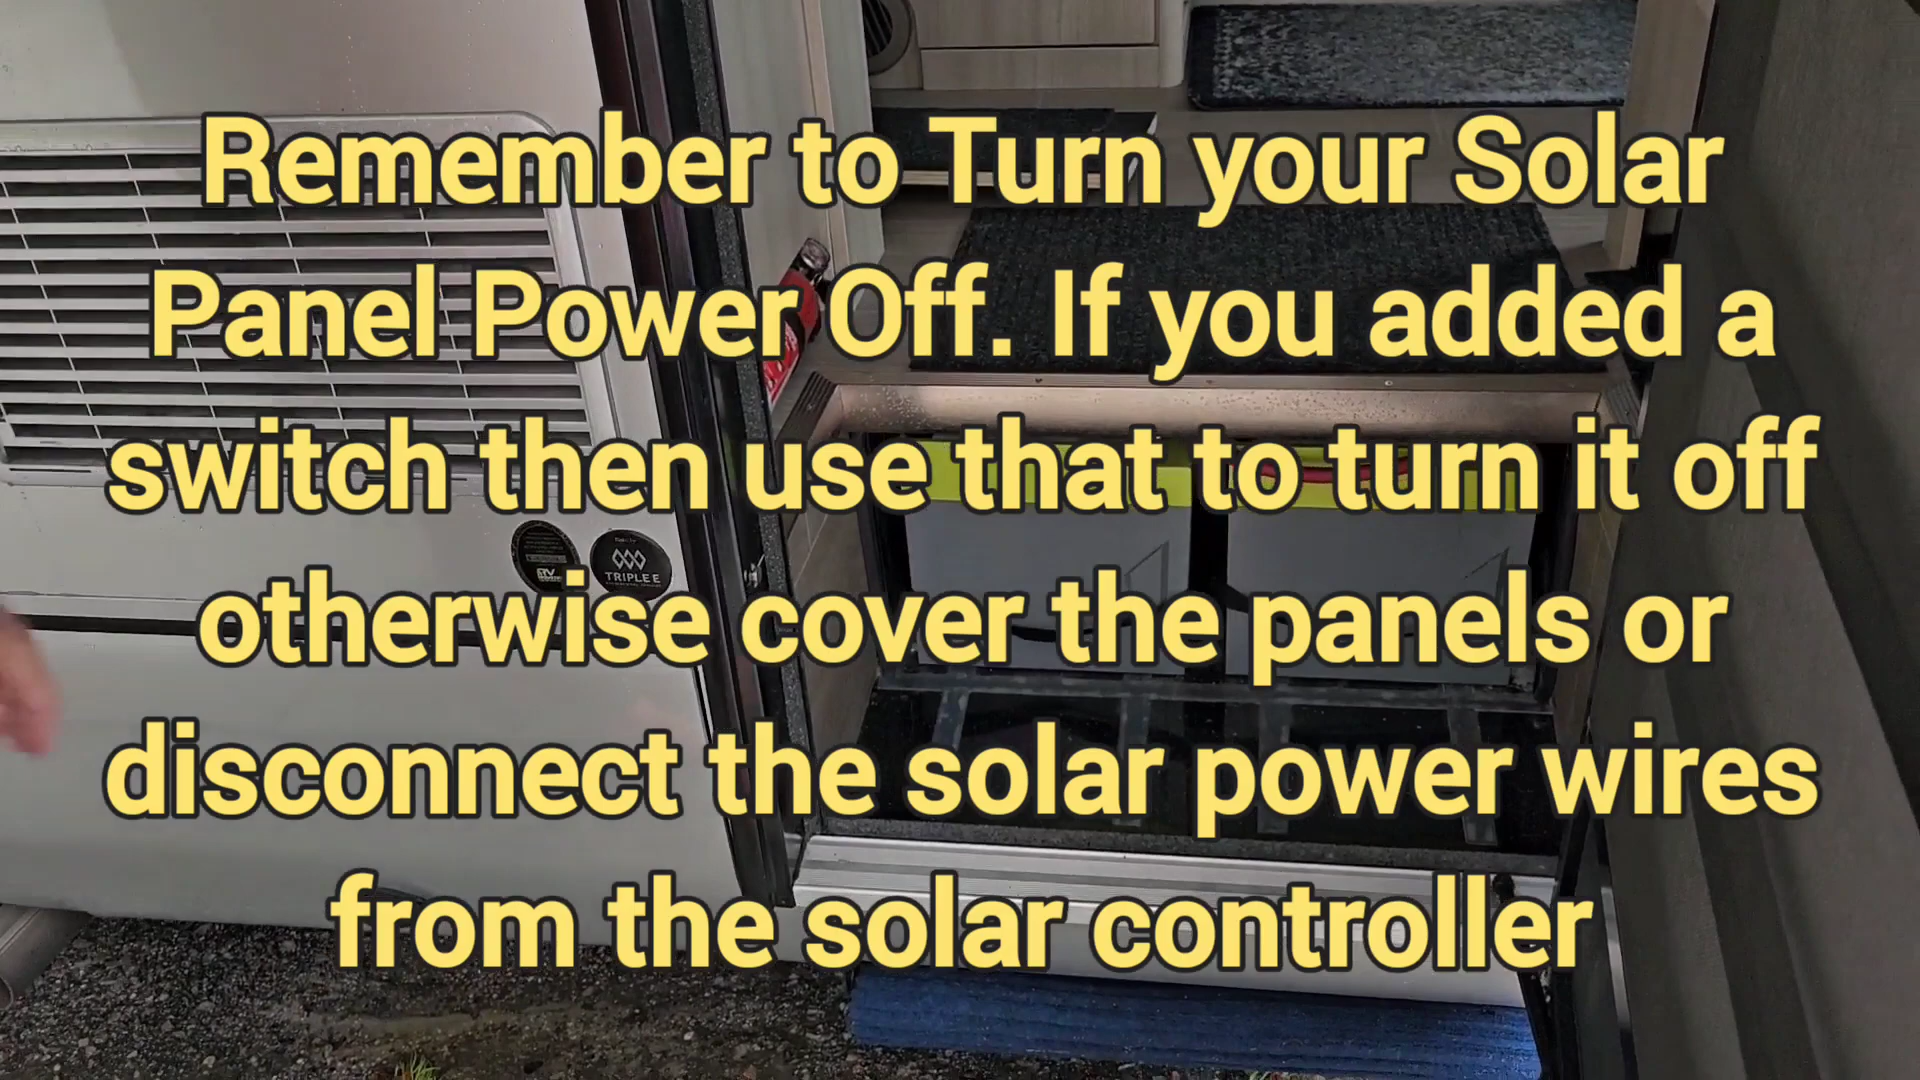 Remember to Turn your Solar
Panel Power Off. If you added a
switch then use that to turn it off
otherwise cover the panels or
disconnect the solar power wires
from the solar controller
TRIPLE E